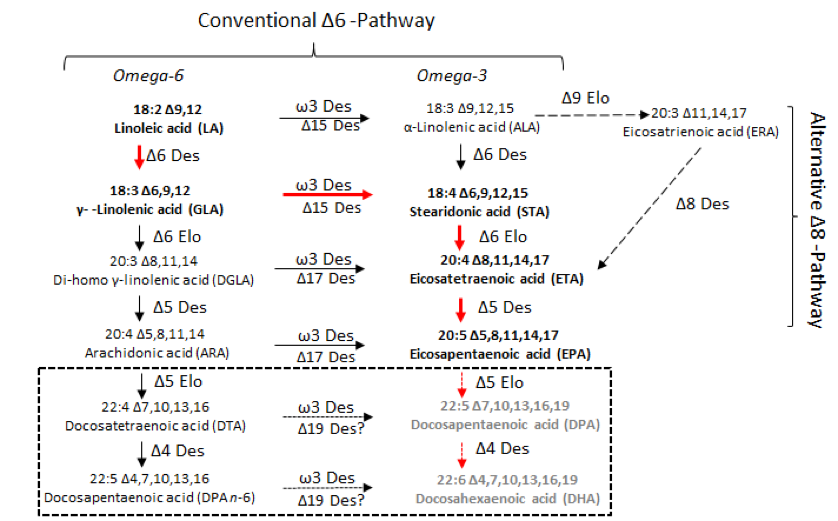 Conventional Δ6 -Pathway
Omega-6
Omega-3
18:2 Δ9,12
Linoleic acid (LA)
ω3 Des
Δ15 Des
18:3 Δ9,12,15
α-Linolenic acid (ALA)
Δ9 Elo
20:3 Δ11,14,17
Eicosatrienoic acid (ERA)
Δ6 Des
Δ6 Des
18:3 Δ6,9,12
γ- -Linolenic acid (GLA)
ω3 Des
Δ15 Des
18:4 Δ6,9,12,15
Stearidonic acid (STA)
Δ8 Des
Alternative Δ8 -Pathway
Δ6 Elo
Δ6 Elo
20:3 Δ8,11,14
Di-homo γ-linolenic acid (DGLA)
ω3 Des
Δ17 Des
20:4 Δ8,11,14,17
Eicosatetraenoic acid (ETA)
Δ5 Des
Δ5 Des
20:4 Δ5,8,11,14
Arachidonic acid (ARA)
ω3 Des
Δ17 Des
20:5 Δ5,8,11,14,17
Eicosapentaenoic acid (EPA)
Δ5 Elo
Δ5 Elo
22:4 Δ7,10,13,16
Docosatetraenoic acid (DTA)
ω3 Des
Δ19 Des?
22:5 Δ7,10,13,16,19
Docosapentaenoic acid (DPA)
Δ4 Des
Δ4 Des
22:5 Δ4,7,10,13,16
Docosapentaenoic acid (DPA n-6)
ω3 Des
Δ19 Des?
22:6 Δ4,7,10,13,16,19
Docosahexaenoic acid (DHA)